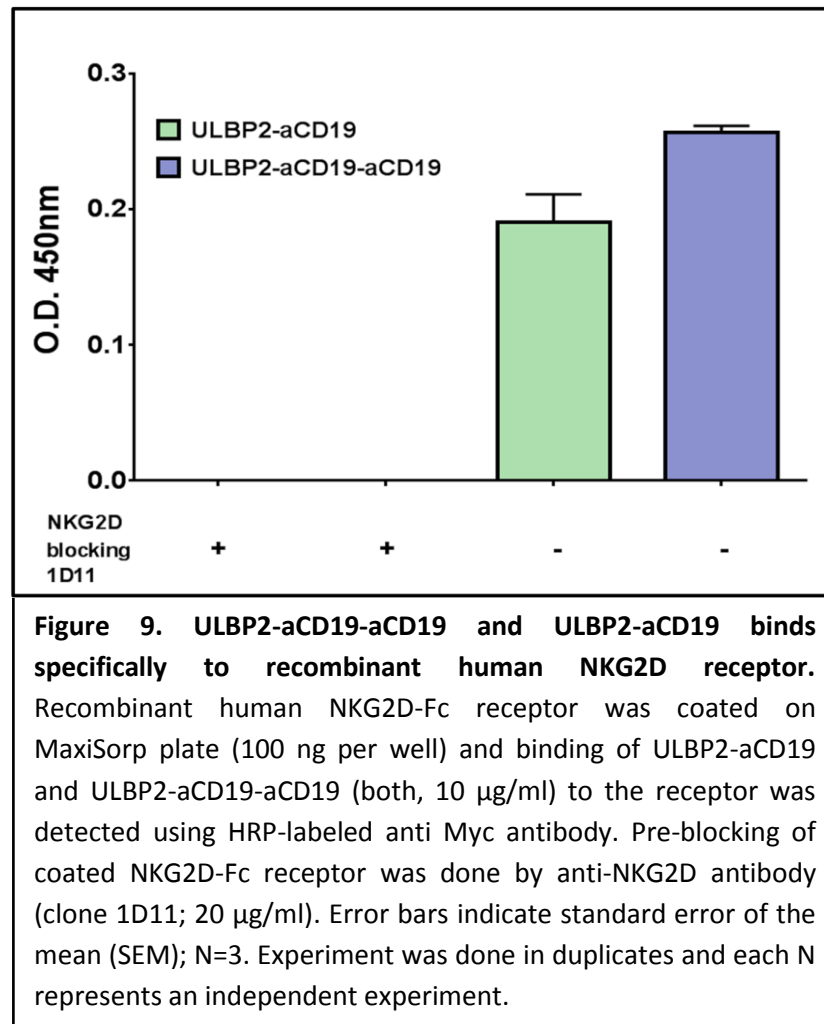 0.3
ULBP2-aCD19
ULBP2-aCD19-aCD19
0.2
O.D. 450nm
0.1
0.0
NKG2D
blocking + + - -
1D11
Figure 9. ULBP2-aCD19-aCD19 and ULBP2-aCD19 binds
specifically to recombinant human NKG2D receptor.
Recombinant human NKG2D-Fc receptor was coated on
MaxiSorp plate (100 ng per well) and binding of ULBP2-aCD19
and ULBP2-aCD19-aCD19 (both, 10 µg/ml) to the receptor was
detected using HRP-labeled anti Myc antibody. Pre-blocking of
coated NKG2D-Fc receptor was done by anti-NKG2D antibody
(clone 1D11; 20 µg/ml). Error bars indicate standard error of the
mean (SEM); N=3. Experiment was done in duplicates and each N
represents an independent experiment.